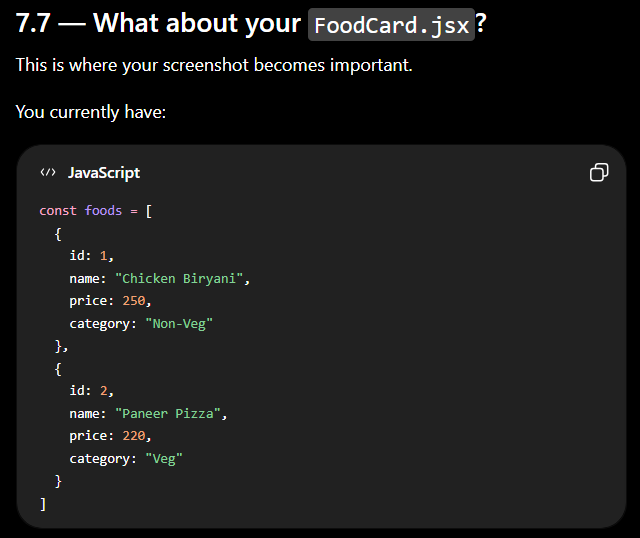 7.7 — What about your FoodCard.jsx?
This is where your screenshot becomes important.
You currently have:
</> JavaScript
const foods = [
  {
    id: 1,
    name: "Chicken Biryani",
    price: 250,
    category: "Non-Veg"
  },
  {
    id: 2,
    name: "Paneer Pizza",
    price: 220,
    category: "Veg"
  }
]